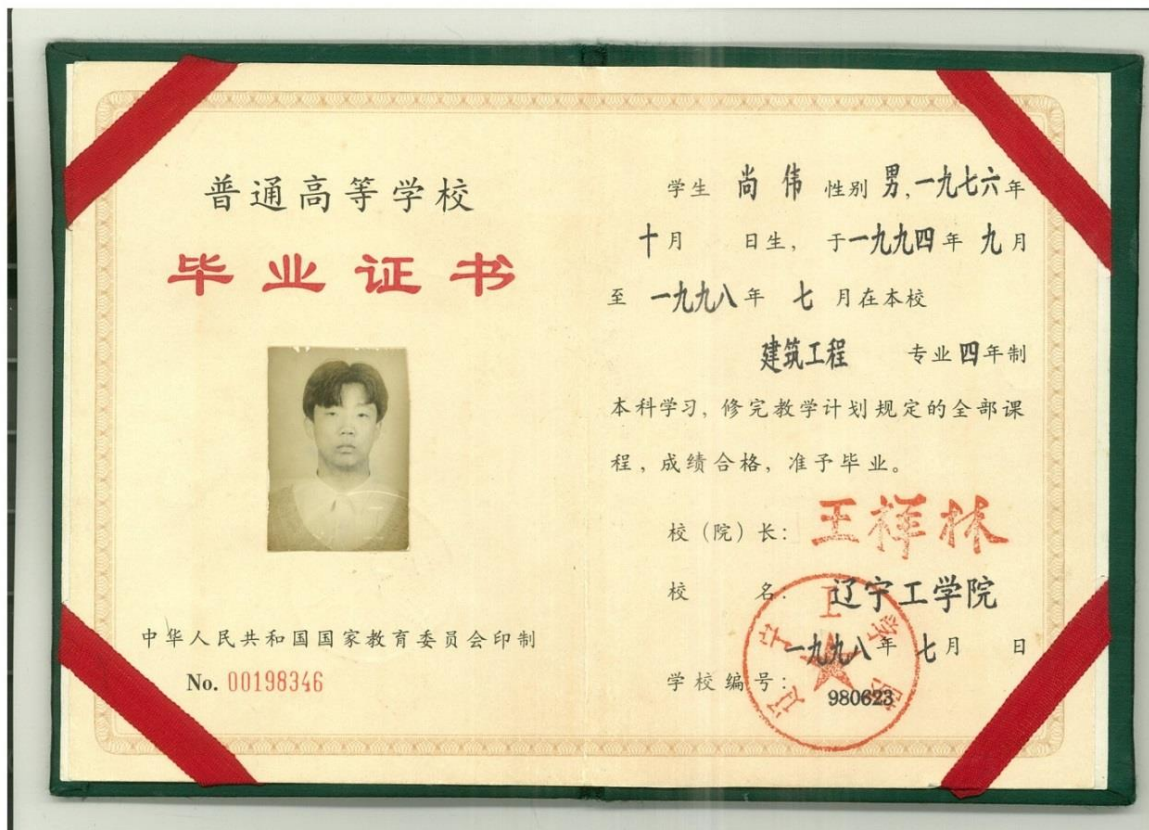 普通高等学校
毕业证书
中华人民共和国国家教育委员会印制
No. 00198346
学生 尚伟 性别 男,一九七六年
十月 日生, 于一九九四年 九月
至 一九九八年 七 月在本校
建筑工程 专业四年制
本科学习, 修完教学计划规定的全部课
程, 成绩合格, 准予毕业。
校(院)长: 王祥林
校 名: 辽宁工学院
一九九八年 七月 日
学校编号: 980623
辽宁工学院